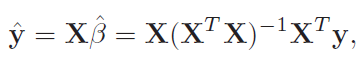 ŷ = Xβ̂ = X(XᵀX)⁻¹Xᵀy,